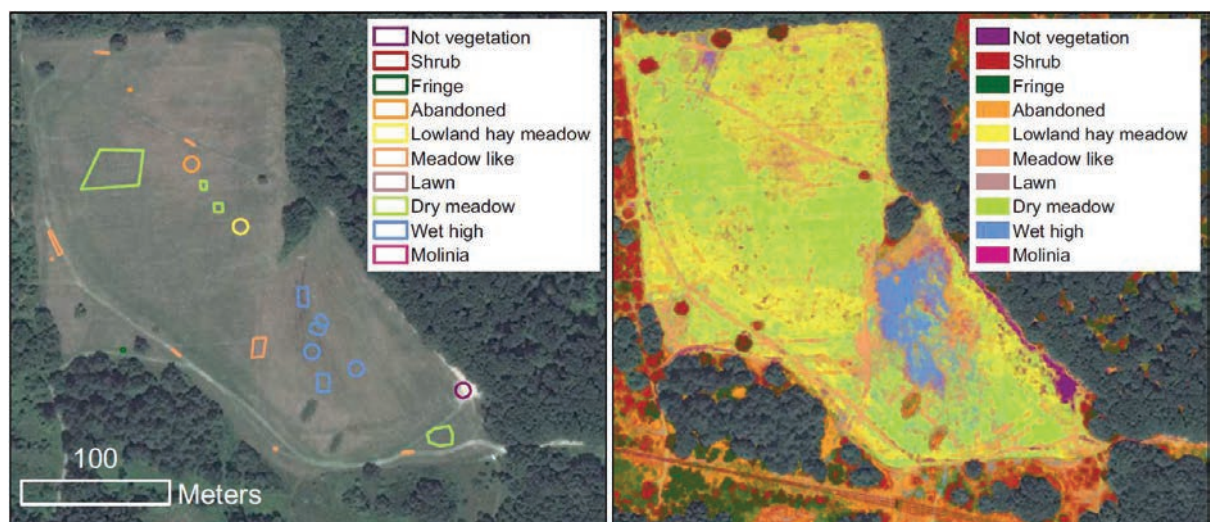 Not vegetation
Shrub
Fringe
Abandoned
Lowland hay meadow
Meadow like
Lawn
Dry meadow
Wet high
Molinia
100
Meters
Not vegetation
Shrub
Fringe
Abandoned
Lowland hay meadow
Meadow like
Lawn
Dry meadow
Wet high
Molinia